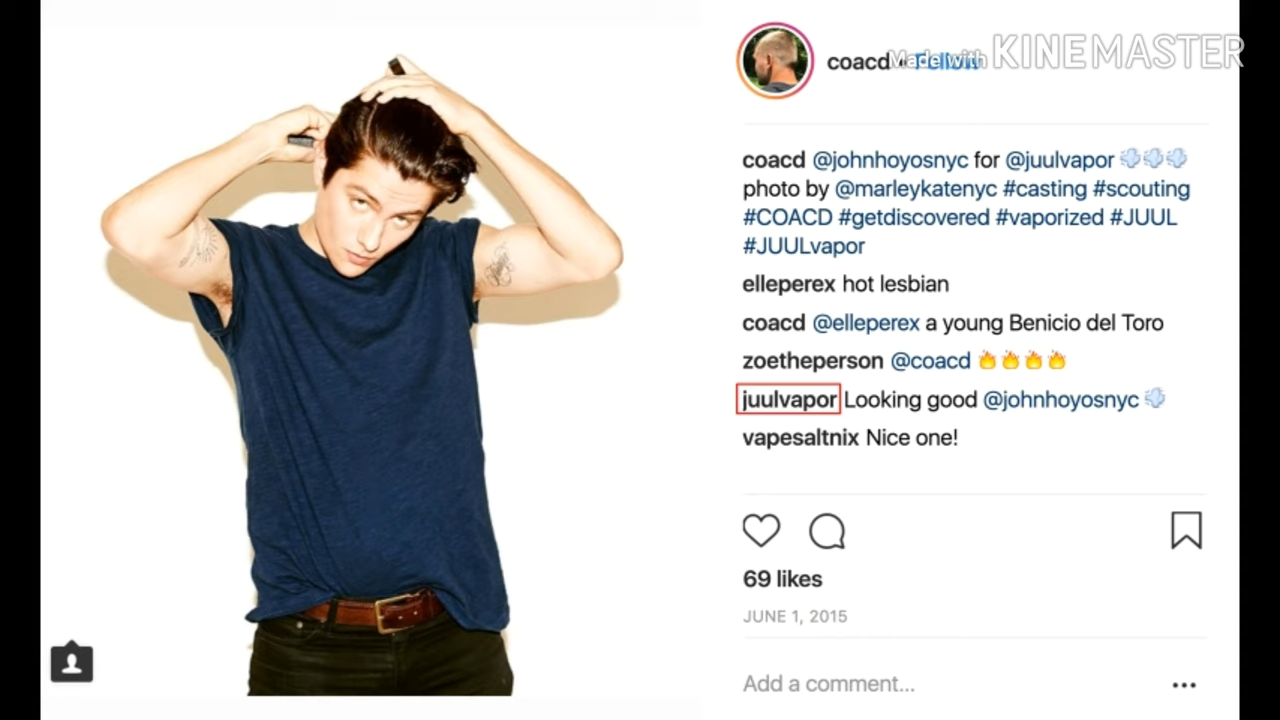 coacd • Follow
Made with KINEMASTER
coacd @johnhoyosnyc for @juulvapor 💨💨💨
photo by @marleykatenyc #casting #scouting
#COACD #getdiscovered #vaporized #JUUL
#JUULvapor
elleperex hot lesbian
coacd @elleperex a young Benicio del Toro
zoetheperson @coacd 🔥🔥🔥🔥
juulvapor Looking good @johnhoyosnyc 💨
vapesaltnix Nice one!
69 likes
JUNE 1, 2015
Add a comment...